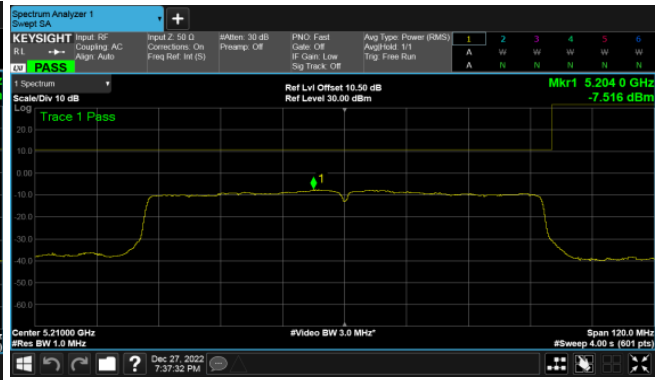 Spectrum Analyzer 1
Swept SA
+
KEYSIGHT Input: RF
RL Coupling: AC
Align: Auto
LXI PASS
Input Z: 50 Ω
Corrections: On
Freq Ref: Int (S)
#Atten: 30 dB
Preamp: Off
PNO: Fast
Gate: Off
IF Gain: Low
Sig Track: Off
Avg Type: Power (RMS)
Avg|Hold: 1/1
Trig: Free Run
1 2 3 4 5 6
A W W W W W
A N N N N N
1 Spectrum
Scale/Div 10 dB
Ref Lvl Offset 10.50 dB
Ref Level 30.00 dBm
Mkr1 5.204 0 GHz
-7.516 dBm
Log
Trace 1 Pass
20.0
10.0
0.00
1
-10.0
-20.0
-30.0
-40.0
-50.0
-60.0
Center 5.21000 GHz
#Video BW 3.0 MHz*
Span 120.0 MHz
#Res BW 1.0 MHz
#Sweep 4.00 s (601 pts)
?
Dec 27, 2022
7:37:32 PM